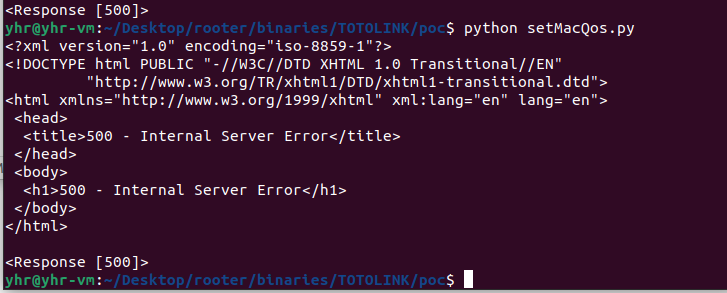 <Response [500]>
yhr@yhr-vm:~/Desktop/rooter/binaries/TOTOLINK/poc$ python setMacQos.py
<?xml version="1.0" encoding="iso-8859-1"?>
<!DOCTYPE html PUBLIC "-//W3C//DTD XHTML 1.0 Transitional//EN"
         "http://www.w3.org/TR/xhtml1/DTD/xhtml1-transitional.dtd">
<html xmlns="http://www.w3.org/1999/xhtml" xml:lang="en" lang="en">
 <head>
  <title>500 - Internal Server Error</title>
 </head>
 <body>
  <h1>500 - Internal Server Error</h1>
 </body>
</html>

<Response [500]>
yhr@yhr-vm:~/Desktop/rooter/binaries/TOTOLINK/poc$